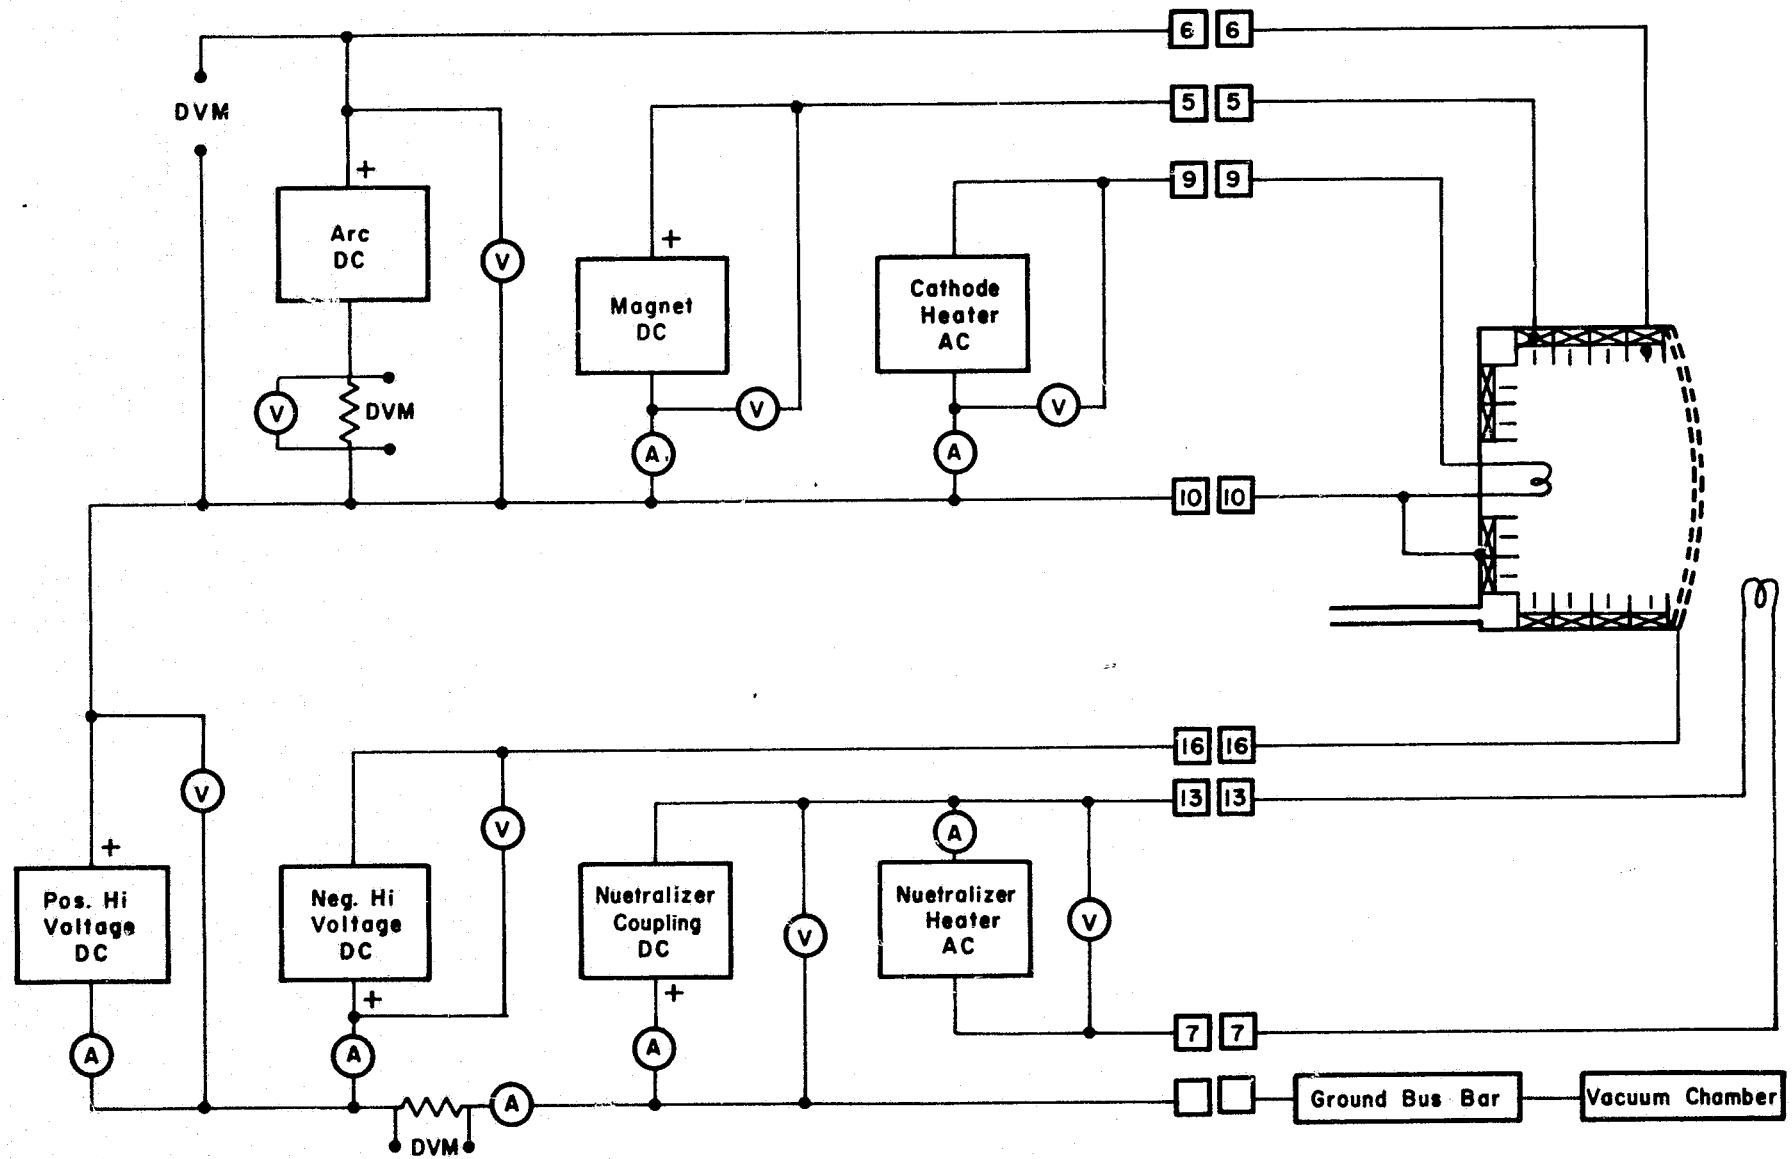 6 6
DVM
5 5
+
9 9
Arc
DC
V
+
Magnet
DC
Cathode
Heater
AC
V
DVM
V
V
A
A
10 10
16 16
V
13 13
V
A
+
Pos. Hi
Voltage
DC
Neg. Hi
Voltage
DC
Nuetralizer
Coupling
DC
V
Nuetralizer
Heater
AC
V
+
+
7 7
A
A
A
A
Ground Bus Bar
Vacuum Chamber
DVM